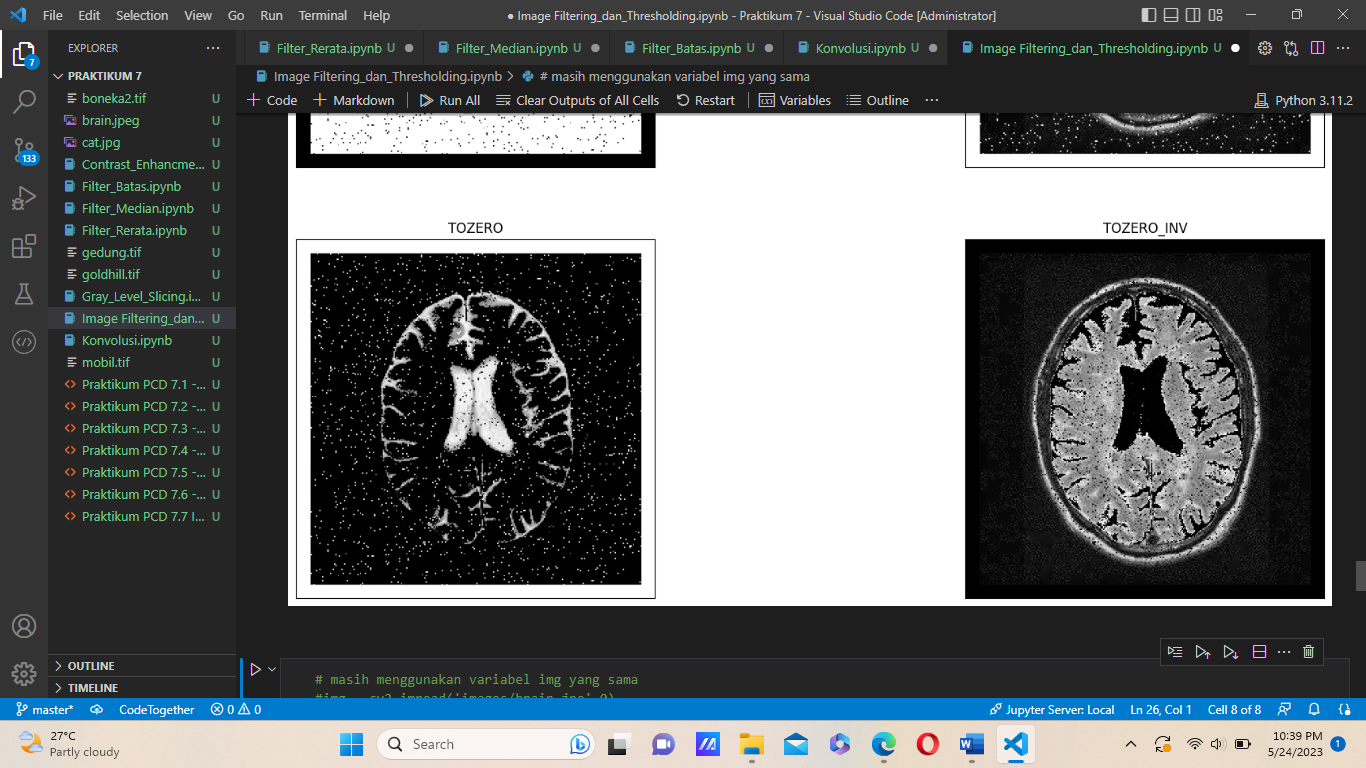 File Edit Selection View Go Run Terminal Help
● Image Filtering_dan_Thresholding.ipynb - Praktikum 7 - Visual Studio Code [Administrator]
EXPLORER
Filter_Rerata.ipynb U
Filter_Median.ipynb U
Filter_Batas.ipynb U
Konvolusi.ipynb U
Image Filtering_dan_Thresholding.ipynb U
7
PRAKTIKUM 7
Image Filtering_dan_Thresholding.ipynb > # masih menggunakan variabel img yang sama
Code Markdown Run All Clear Outputs of All Cells Restart Variables Outline Python 3.11.2
boneka2.tif U
brain.jpeg U
cat.jpg U
133
Contrast_Enhancme... U
Filter_Batas.ipynb U
Filter_Median.ipynb U
Filter_Rerata.ipynb U
gedung.tif U
goldhill.tif U
Gray_Level_Slicing.i... U
Image Filtering_dan... U
Konvolusi.ipynb U
mobil.tif U
Praktikum PCD 7.1 -... U
Praktikum PCD 7.2 -... U
Praktikum PCD 7.3 -... U
Praktikum PCD 7.4 -... U
Praktikum PCD 7.5 -... U
Praktikum PCD 7.6 -... U
Praktikum PCD 7.7 I... U
TOZERO
TOZERO_INV
OUTLINE
TIMELINE
# masih menggunakan variabel img yang sama
master* CodeTogether 0 0 Jupyter Server: Local Ln 26, Col 1 Cell 8 of 8
27°C
Partly cloudy
Search
10:39 PM
5/24/2023
1